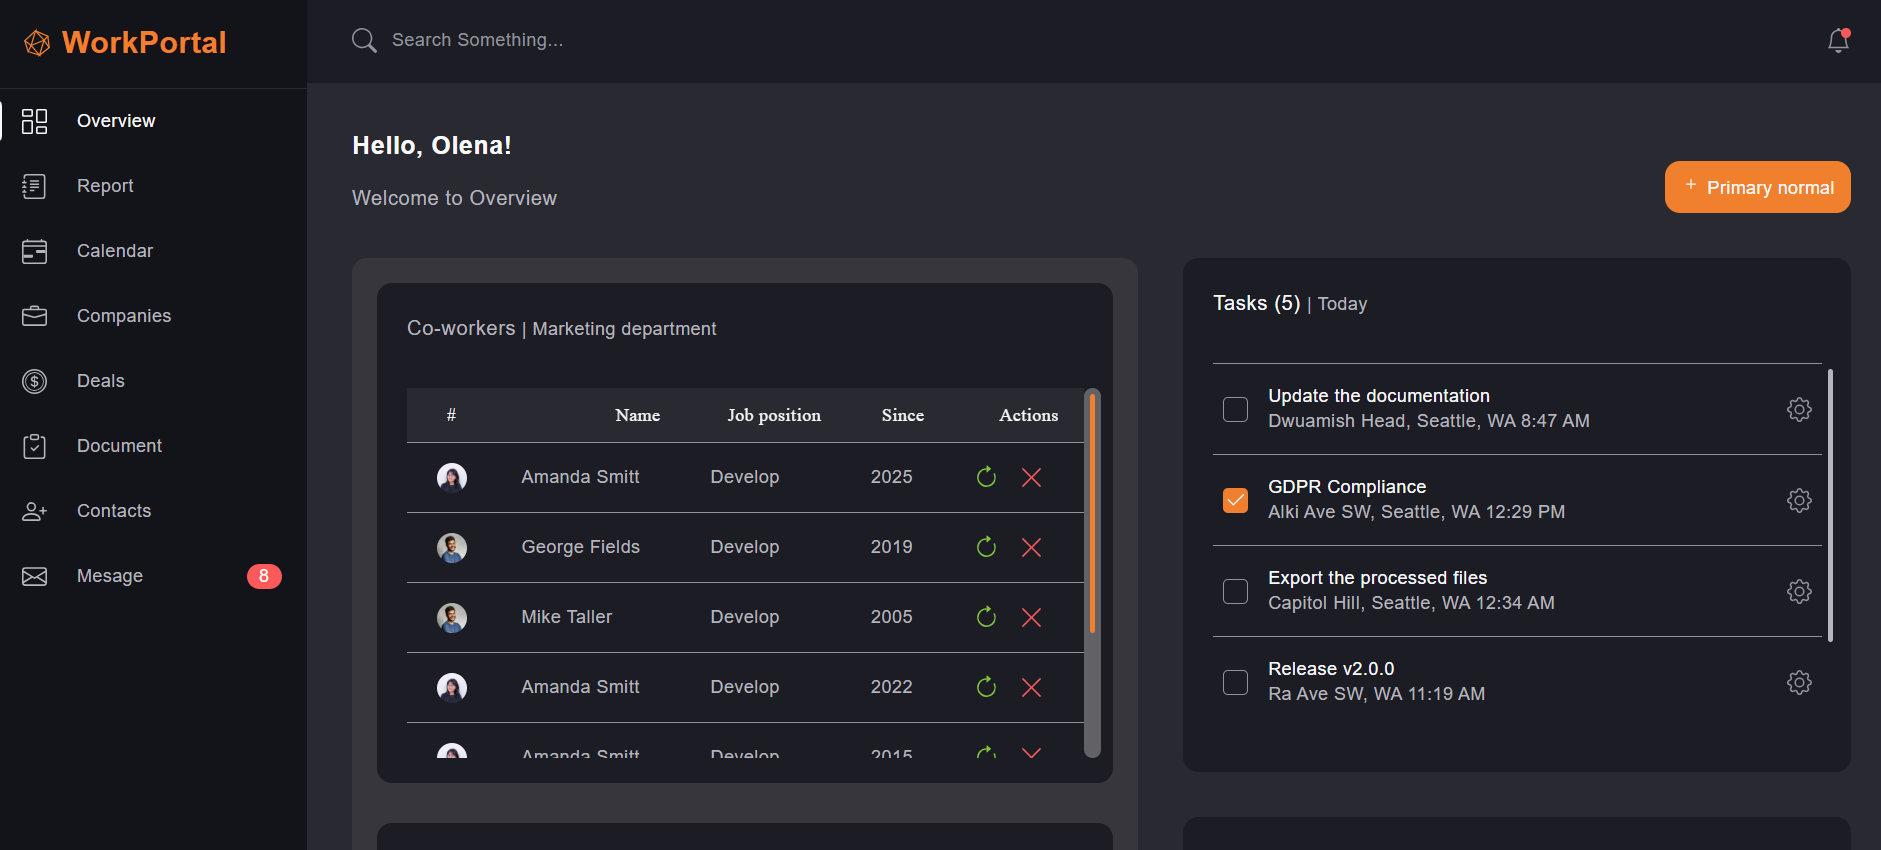 WorkPortal
Search Something...
Overview
Report
Calendar
Companies
Deals
Document
Contacts
Mesage 8
Hello, Olena!
Welcome to Overview
+ Primary normal
Co-workers | Marketing department
# Name Job position Since Actions
Amanda Smitt Develop 2025
George Fields Develop 2019
Mike Taller Develop 2005
Amanda Smitt Develop 2022
Amanda Smitt Develop 2015
Tasks (5) | Today
Update the documentation
Dwuamish Head, Seattle, WA 8:47 AM
GDPR Compliance
Alki Ave SW, Seattle, WA 12:29 PM
Export the processed files
Capitol Hill, Seattle, WA 12:34 AM
Release v2.0.0
Ra Ave SW, WA 11:19 AM